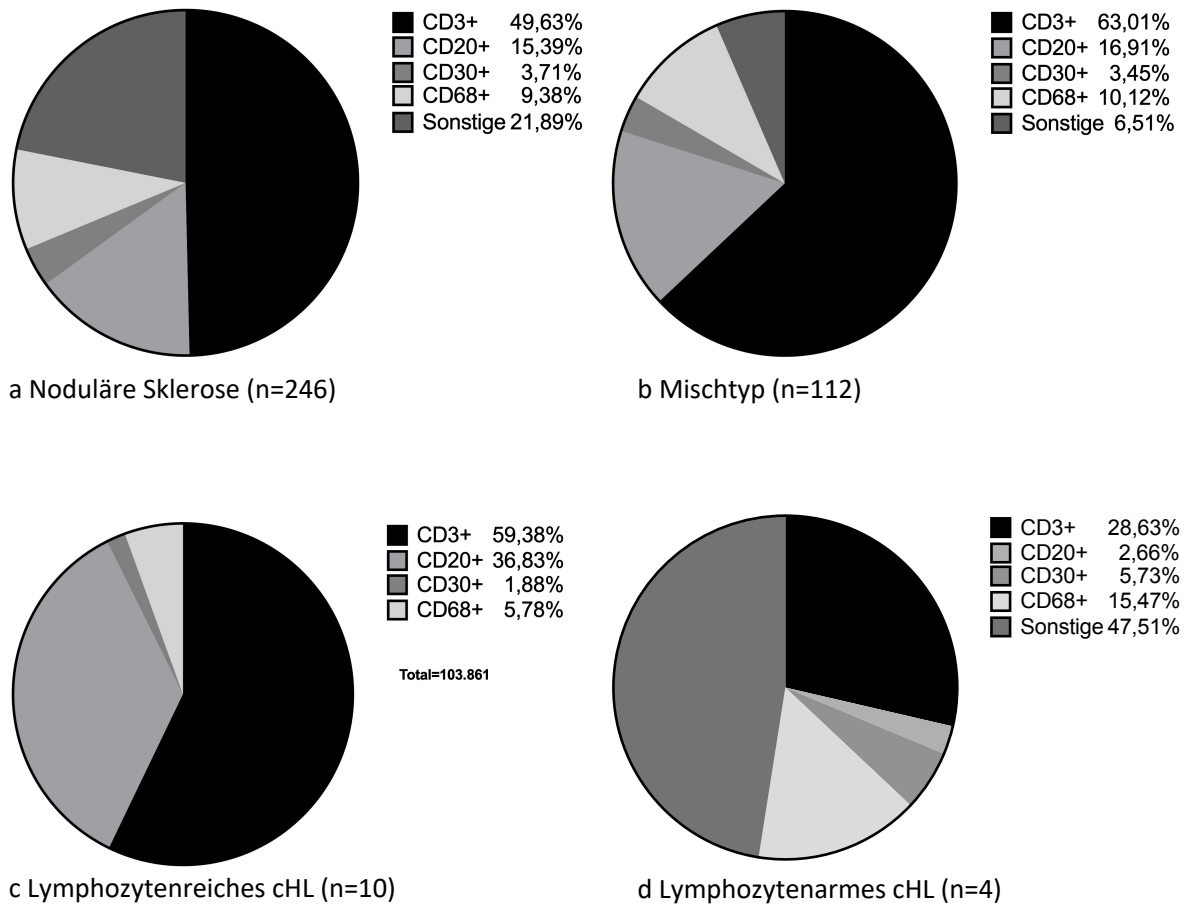 CD3+ 49,63%
CD20+ 15,39%
CD30+ 3,71%
CD68+ 9,38%
Sonstige 21,89%
a Noduläre Sklerose (n=246)
CD3+ 63,01%
CD20+ 16,91%
CD30+ 3,45%
CD68+ 10,12%
Sonstige 6,51%
b Mischtyp (n=112)
CD3+ 59,38%
CD20+ 36,83%
CD30+ 1,88%
CD68+ 5,78%
Total=103.861
c Lymphozytenreiches cHL (n=10)
CD3+ 28,63%
CD20+ 2,66%
CD30+ 5,73%
CD68+ 15,47%
Sonstige 47,51%
d Lymphozytenarmes cHL (n=4)